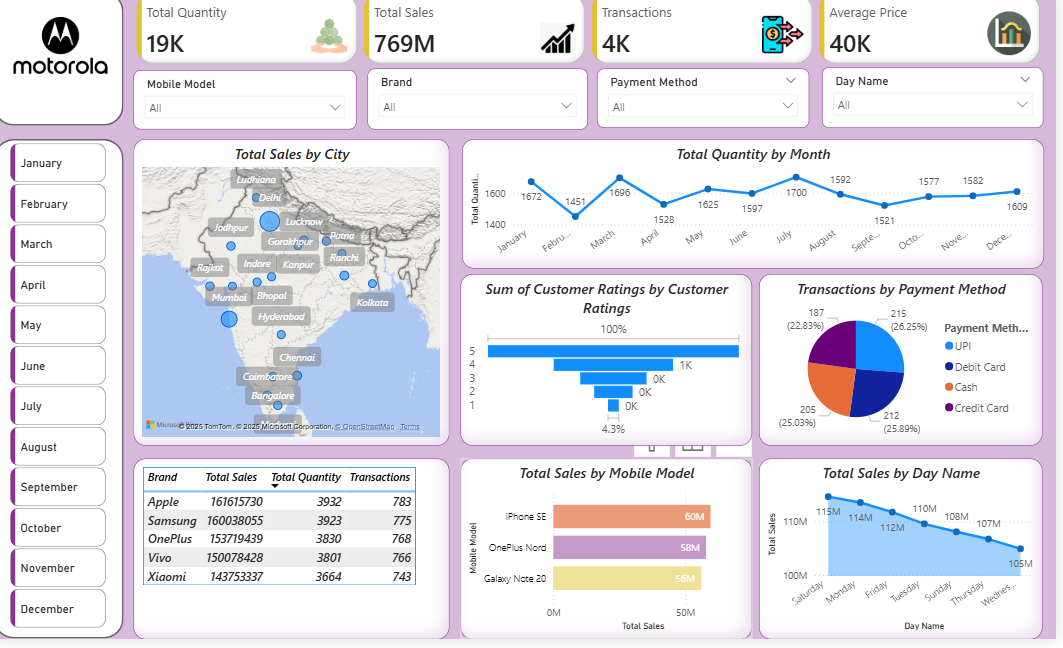 motorola
Total Quantity
19K
Total Sales
769M
Transactions
4K
Average Price
40K
Mobile Model
All
Brand
All
Payment Method
All
Day Name
All
January
February
March
April
May
June
July
August
September
October
November
December
Total Sales by City
Ludhiana
Delhi
Lucknow
Jodhpur
Gorakhpur
Patna
Ranchi
Rajkot
Indore
Kanpur
Mumbai
Bhopal
Kolkata
Hyderabad
Chennai
Coimbatore
Bangalore
© 2025 TomTom, © 2025 Microsoft Corporation, © OpenStreetMap Terms
Total Quantity by Month
Total Quanti..
1600
1400
1672
1451
1696
1528
1625
1597
1700
1592
1521
1577
1582
1609
January
Febru...
March
April
May
June
July
August
Septe...
Octo...
Nove...
Dece...
Sum of Customer Ratings by Customer
Ratings
100%
5
4 1K
3 0K
2 0K
1 0K
4.3%
Transactions by Payment Method
187
(22.83%)
215
(26.25%)
205
(25.03%)
212
(25.89%)
Payment Meth...
UPI
Debit Card
Cash
Credit Card
Brand Total Sales Total Quantity Transactions
Apple 161615730 3932 783
Samsung 160038055 3923 775
OnePlus 153719439 3830 768
Vivo 150078428 3801 766
Xiaomi 143753337 3664 743
Total Sales by Mobile Model
Mobile Model
iPhone SE 60M
OnePlus Nord 58M
Galaxy Note 20 56M
0M 50M
Total Sales
Total Sales by Day Name
Total Sales
110M
100M
115M
114M
112M
110M
108M
107M
105M
Saturday
Monday
Friday
Tuesday
Sunday
Thursday
Wednes...
Day Name